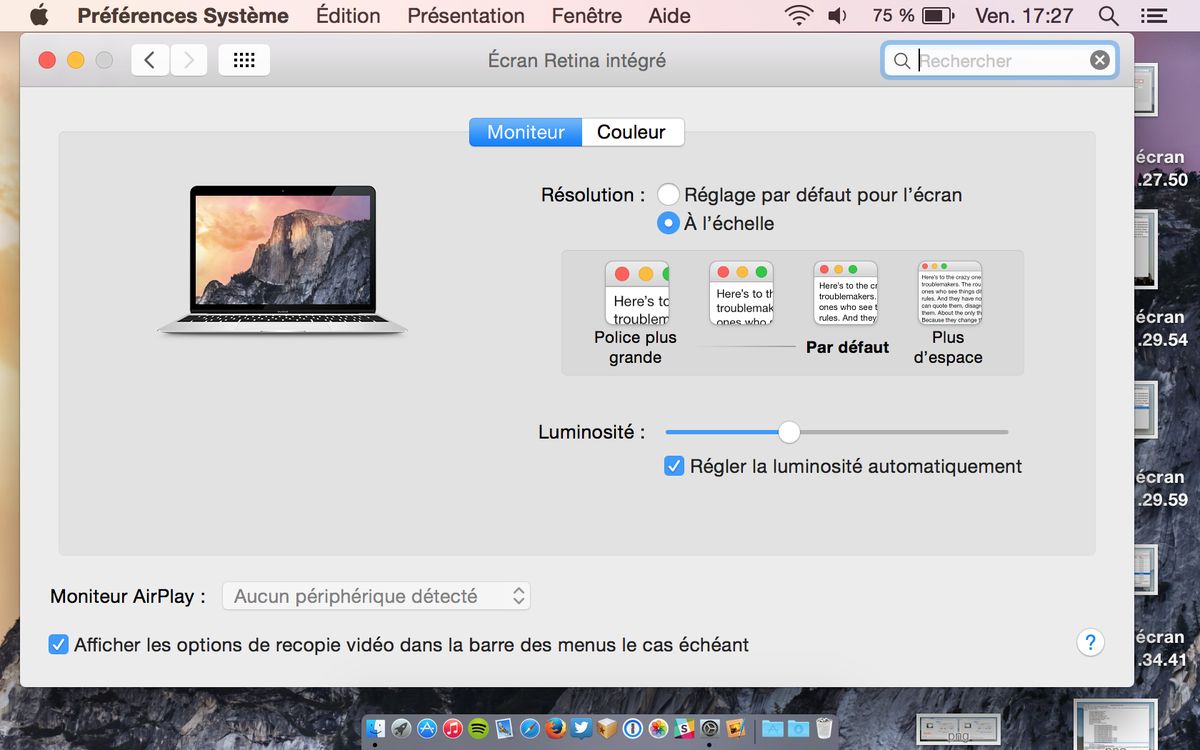 Préférences Système Édition Présentation Fenêtre Aide 75 % Ven. 17:27
Écran Retina intégré
Rechercher
Moniteur Couleur
Résolution : Réglage par défaut pour l’écran
À l’échelle
Here’s to
troublem
Here’s to th
troublemak
ones who
Here’s to the cr
troublemakers.
ones who see t
rules. And they
Here’s to the crazy one
troublemakers. The rou
ones who see things di
rules. And they have no
can quote them, disagr
them. About the only th
Because they change t
Police plus
grande
Par défaut
Plus
d’espace
Luminosité :
Régler la luminosité automatiquement
Moniteur AirPlay : Aucun périphérique détecté
Afficher les options de recopie vidéo dans la barre des menus le cas échéant
?
écran
.27.50
écran
.29.54
écran
.29.59
écran
.34.41
png